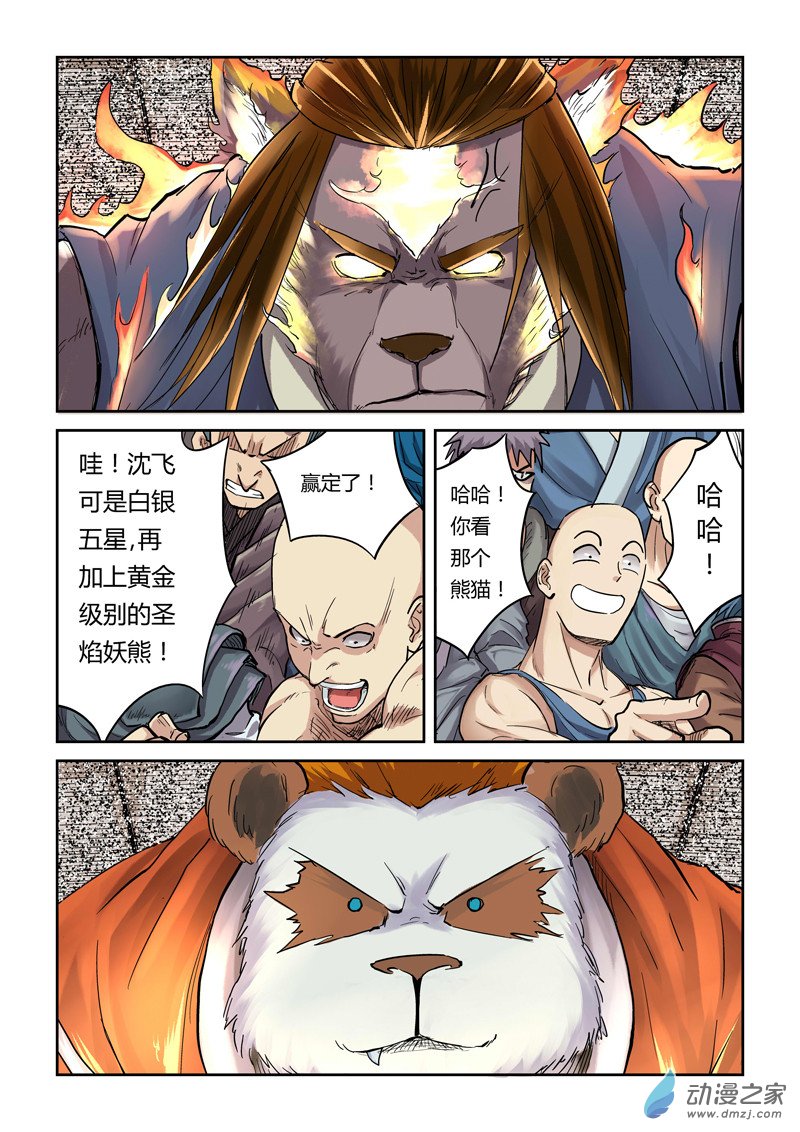 哇！沈飞
可是白银
五星，再
加上黄金
级别的圣
焰妖熊！
赢定了！
哈哈！
你看
那个
熊猫！
哈
哈
！
动漫之家
www.dmzj.com